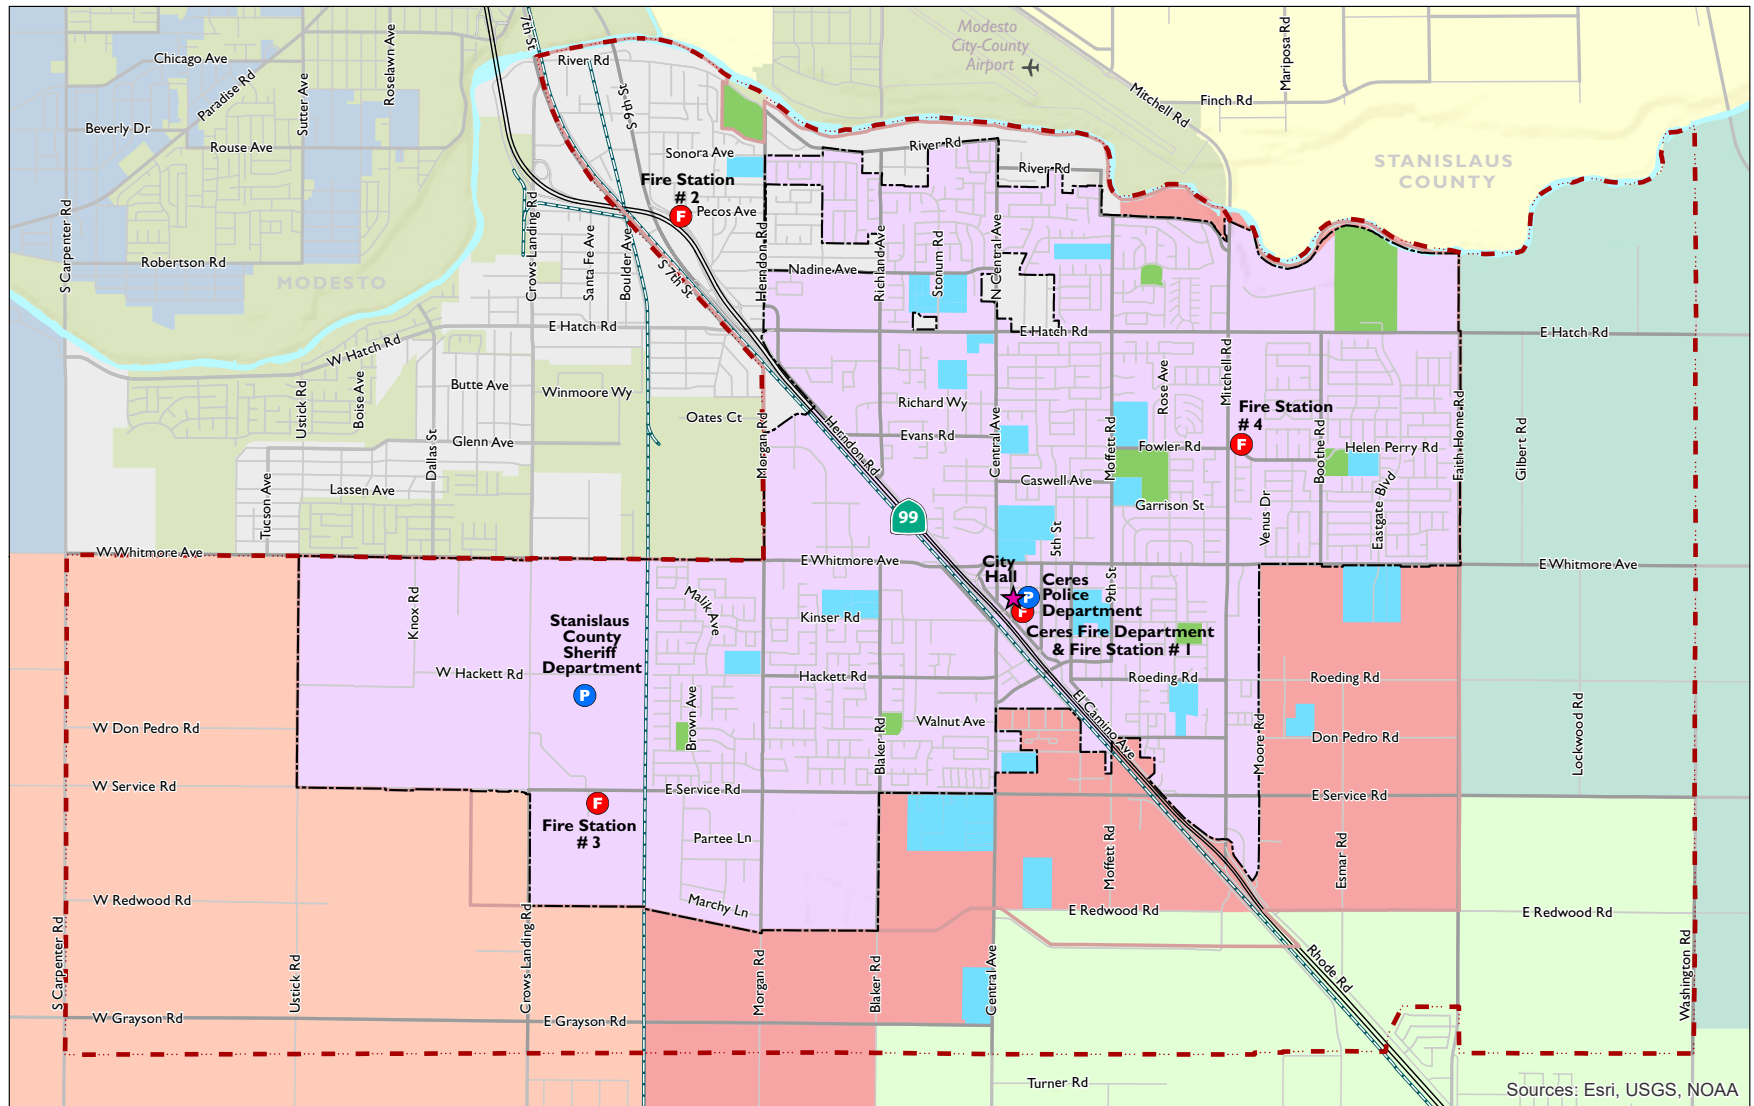 7th St
Chicago Ave
Paradise Rd
Sutter Ave
Roselawn Ave
Beverly Dr
Rouse Ave
S Carpenter Rd
Robertson Rd
MODESTO
River Rd
S 9th St
Modesto
City-County
Airport
Mitchell Rd
Mariposa Rd
Finch Rd
STANISLAUS
COUNTY
Sonora Ave
River Rd
River Rd
Fire Station
# 2
F
Pecos Ave
Crows Landing Rd
Santa Fe Ave
Boulder Ave
S 7th St
Herndon Rd
Nadine Ave
Richland Ave
Stonum Rd
N Central Ave
E Hatch Rd
E Hatch Rd
E Hatch Rd
W Hatch Rd
Ustick Rd
Boise Ave
Butte Ave
Winmoore Wy
Oates Ct
Dallas St
Glenn Ave
Tucson Ave
Lassen Ave
Morgan Rd
Herndon Rd
Richard Wy
Evans Rd
Central Ave
Caswell Ave
Moffett Rd
Rose Ave
Mitchell Rd
Fire Station
# 4
F
Fowler Rd
Garrison St
Venus Dr
Boothe Rd
Helen Perry Rd
Eastgate Blvd
Faith Home Rd
Gilbert Rd
99
5th St
W Whitmore Ave
E Whitmore Ave
E Whitmore Ave
City
Hall
P
F
Ceres
Police
Department
9th St
Ceres Fire Department
& Fire Station # 1
Knox Rd
Stanislaus
County
Sheriff
Department
P
Malik Ave
Kinser Rd
W Hackett Rd
Hackett Rd
Roeding Rd
Roeding Rd
Brown Ave
Blaker Rd
Walnut Ave
El Camino Ave
Moore Rd
Don Pedro Rd
Lockwood Rd
W Don Pedro Rd
W Service Rd
E Service Rd
E Service Rd
F
Fire Station
# 3
Partee Ln
Marchy Ln
Moffett Rd
Esmar Rd
W Redwood Rd
E Redwood Rd
E Redwood Rd
S Carpenter Rd
Ustick Rd
Crows Landing Rd
Morgan Rd
Blaker Rd
Central Ave
Rhode Rd
Washington Rd
W Grayson Rd
E Grayson Rd
Turner Rd
Sources: Esri, USGS, NOAA